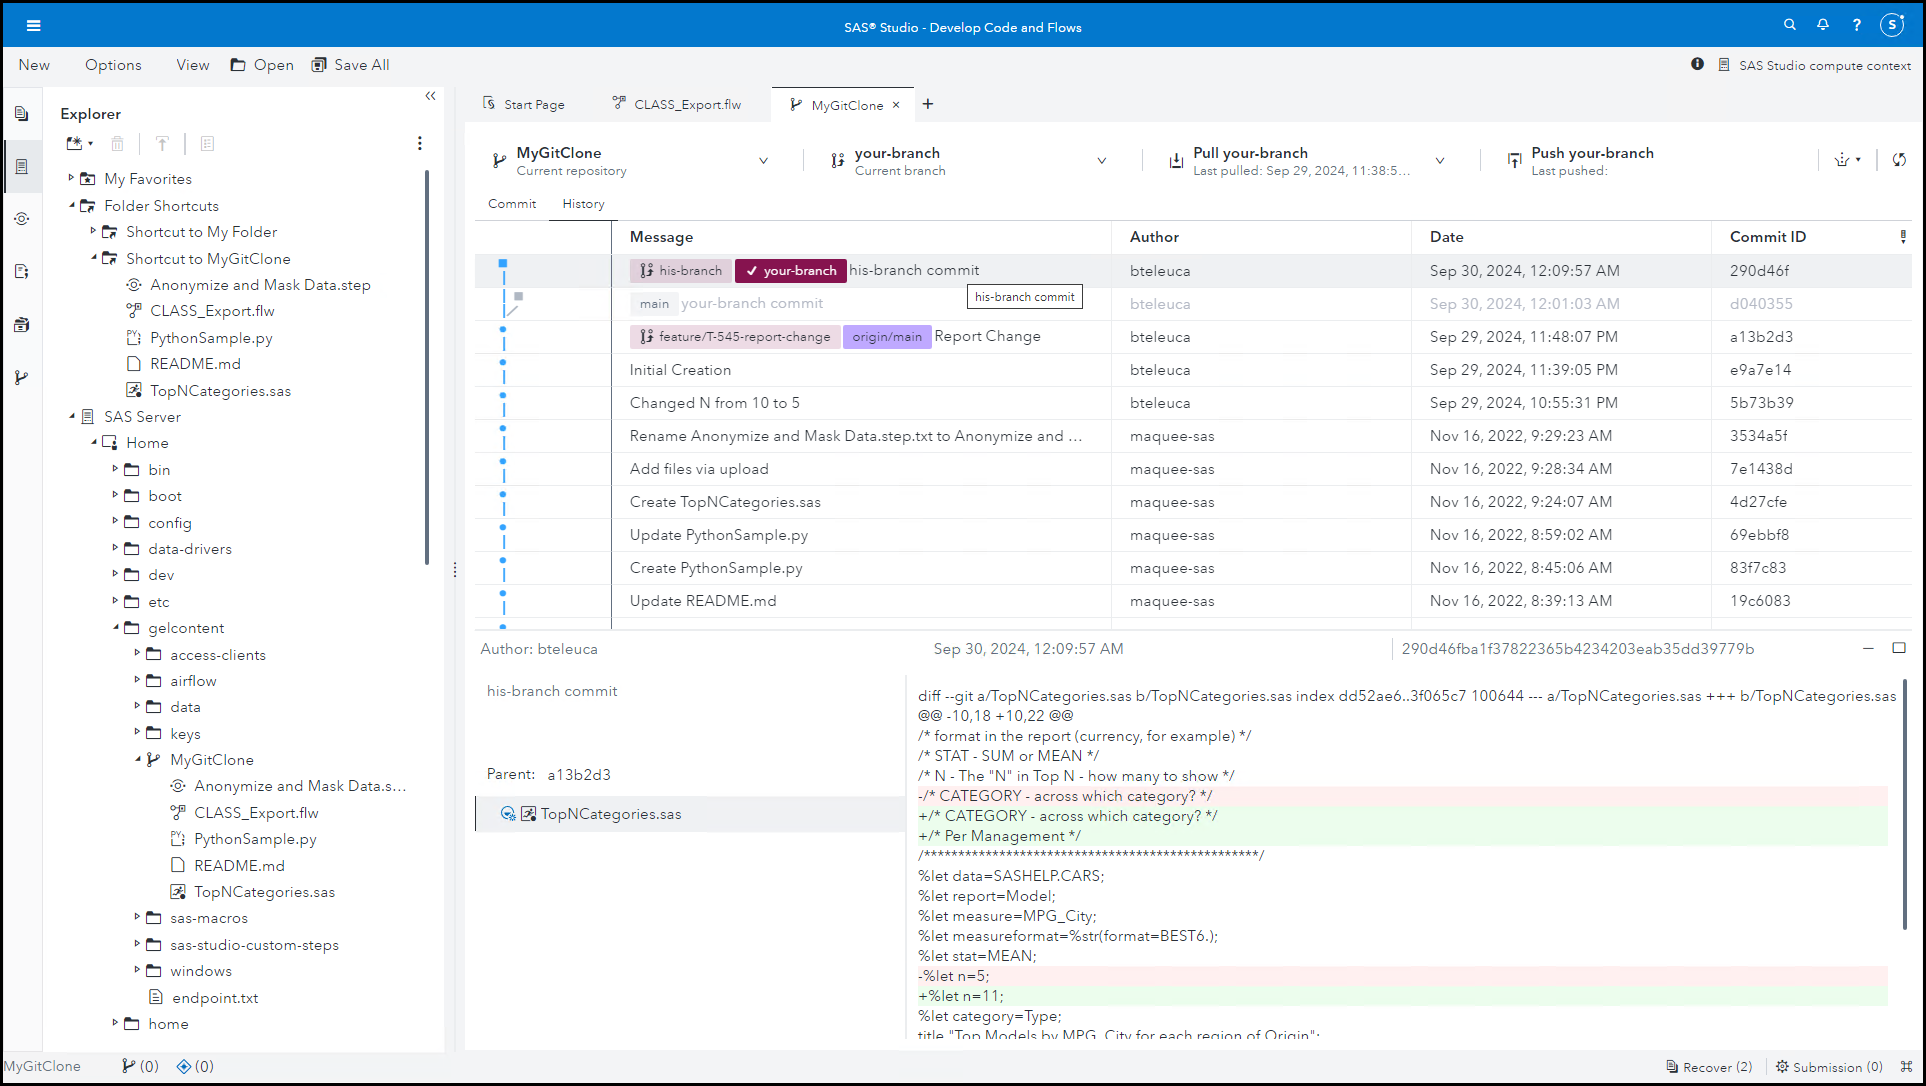 SAS® Studio - Develop Code and Flows
?
S
New Options View Open Save All
SAS Studio compute context
Explorer
My Favorites
Folder Shortcuts
Shortcut to My Folder
Shortcut to MyGitClone
Anonymize and Mask Data.step
CLASS_Export.flw
PythonSample.py
README.md
TopNCategories.sas
SAS Server
Home
bin
boot
config
data-drivers
dev
etc
gelcontent
access-clients
airflow
data
keys
MyGitClone
Anonymize and Mask Data.s...
CLASS_Export.flw
PythonSample.py
README.md
TopNCategories.sas
sas-macros
sas-studio-custom-steps
windows
endpoint.txt
home
Start Page CLASS_Export.flw MyGitClone × +
MyGitClone
Current repository
your-branch
Current branch
Pull your-branch
Last pulled: Sep 29, 2024, 11:38:5...
Push your-branch
Last pushed:
Commit History
Message Author Date Commit ID
his-branch your-branch his-branch commit bteleuca Sep 30, 2024, 12:09:57 AM 290d46f
his-branch commit
main your-branch commit bteleuca Sep 30, 2024, 12:01:03 AM d040355
feature/T-545-report-change origin/main Report Change bteleuca Sep 29, 2024, 11:48:07 PM a13b2d3
Initial Creation bteleuca Sep 29, 2024, 11:39:05 PM e9a7e14
Changed N from 10 to 5 bteleuca Sep 29, 2024, 10:55:31 PM 5b73b39
Rename Anonymize and Mask Data.step.txt to Anonymize and ... maquee-sas Nov 16, 2022, 9:29:23 AM 3534a5f
Add files via upload maquee-sas Nov 16, 2022, 9:28:34 AM 7e1438d
Create TopNCategories.sas maquee-sas Nov 16, 2022, 9:24:07 AM 4d27cfe
Update PythonSample.py maquee-sas Nov 16, 2022, 8:59:02 AM 69ebbf8
Create PythonSample.py maquee-sas Nov 16, 2022, 8:45:06 AM 83f7c83
Update README.md maquee-sas Nov 16, 2022, 8:39:13 AM 19c6083
Author: bteleuca Sep 30, 2024, 12:09:57 AM 290d46fba1f37822365b4234203eab35dd39779b
his-branch commit
Parent: a13b2d3
TopNCategories.sas
diff --git a/TopNCategories.sas b/TopNCategories.sas index dd52ae6..3f065c7 100644 --- a/TopNCategories.sas +++ b/TopNCategories.sas
@@ -10,18 +10,22 @@
/* format in the report (currency, for example) */
/* STAT - SUM or MEAN */
/* N - The "N" in Top N - how many to show */
-/* CATEGORY - across which category? */
+/* CATEGORY - across which category? */
+/* Per Management */
/*************************************************/
%let data=SASHELP.CARS;
%let report=Model;
%let measure=MPG_City;
%let measureformat=%str(format=BEST6.);
%let stat=MEAN;
-%let n=5;
+%let n=11;
%let category=Type;
title "Top Models by MPG_City for each region of Origin";
MyGitClone (0) (0)
Recover (2) Submission (0)